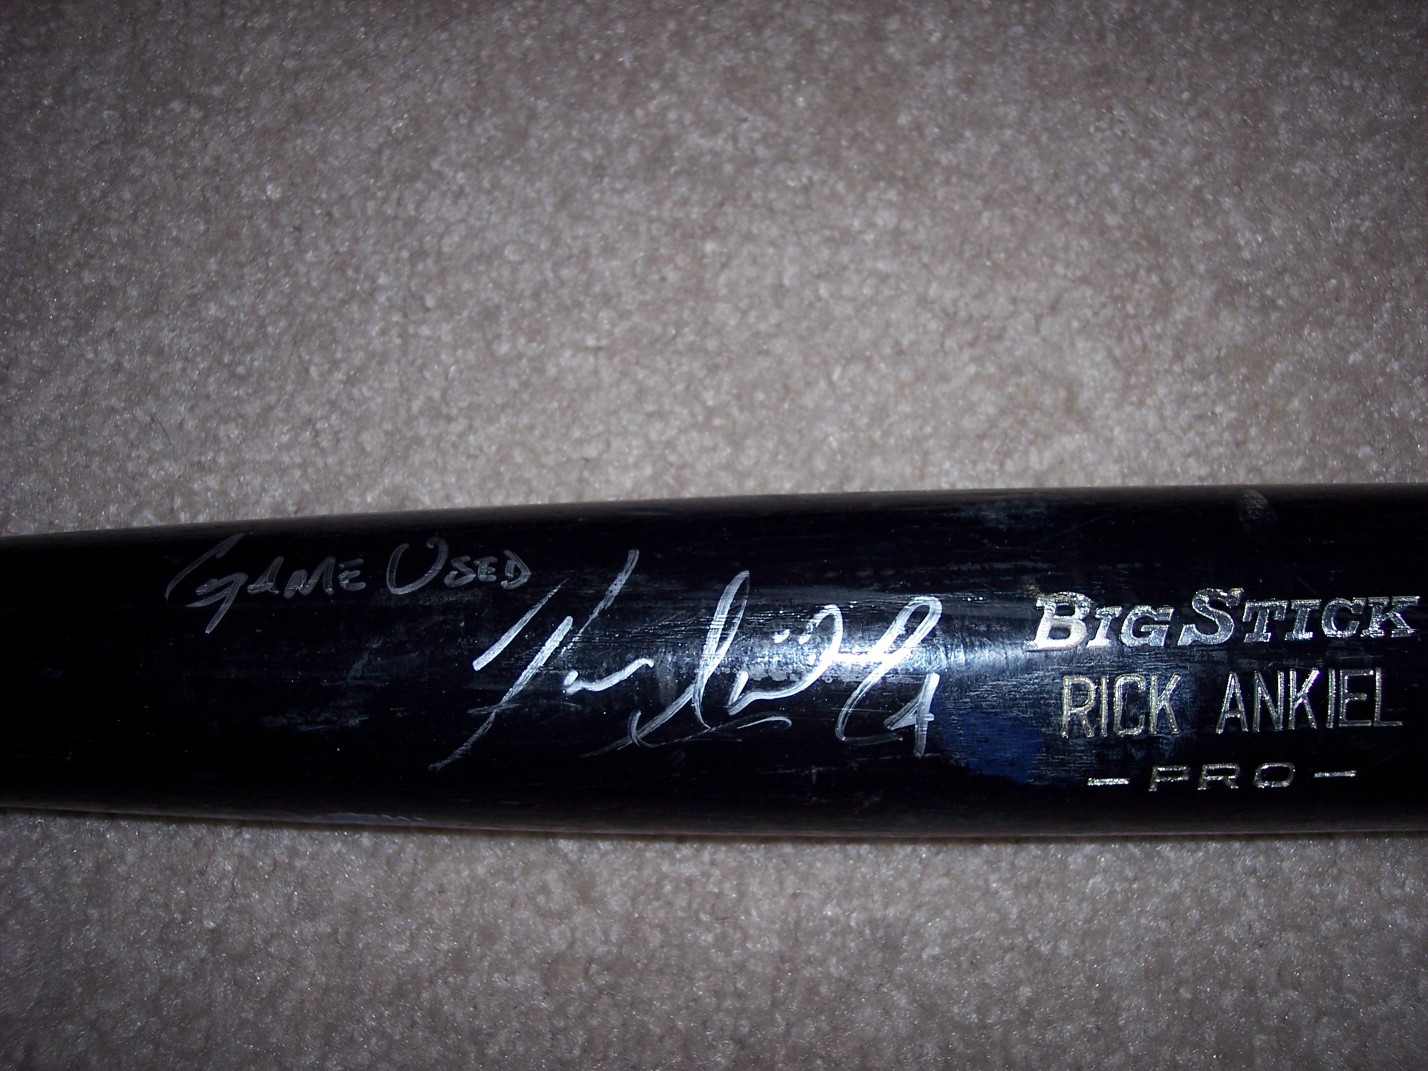 Game Used
BIG STICK
RICK ANKIEL
- PRO -